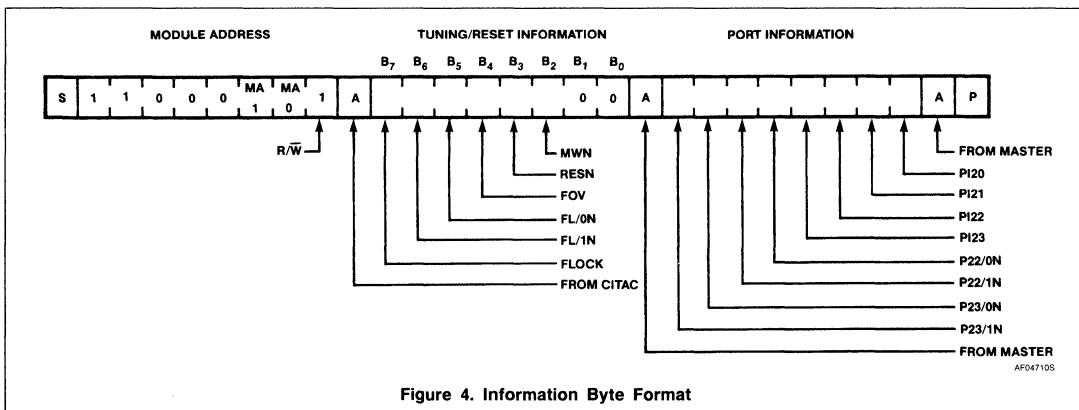 MODULE ADDRESS TUNING/RESET INFORMATION PORT INFORMATION
B7 B6 B5 B4 B3 B2 B1 B0
S 1 1 0 0 0 MA 1 MA 0 1 A 0 0 A A P
R/W̅ MWN FROM MASTER
RESN PI20
FOV PI21
FL/0N PI22
FL/1N PI23
FLOCK P22/0N
FROM CITAC P22/1N
P23/0N
P23/1N
FROM MASTER
AF04710S
Figure 4. Information Byte Format